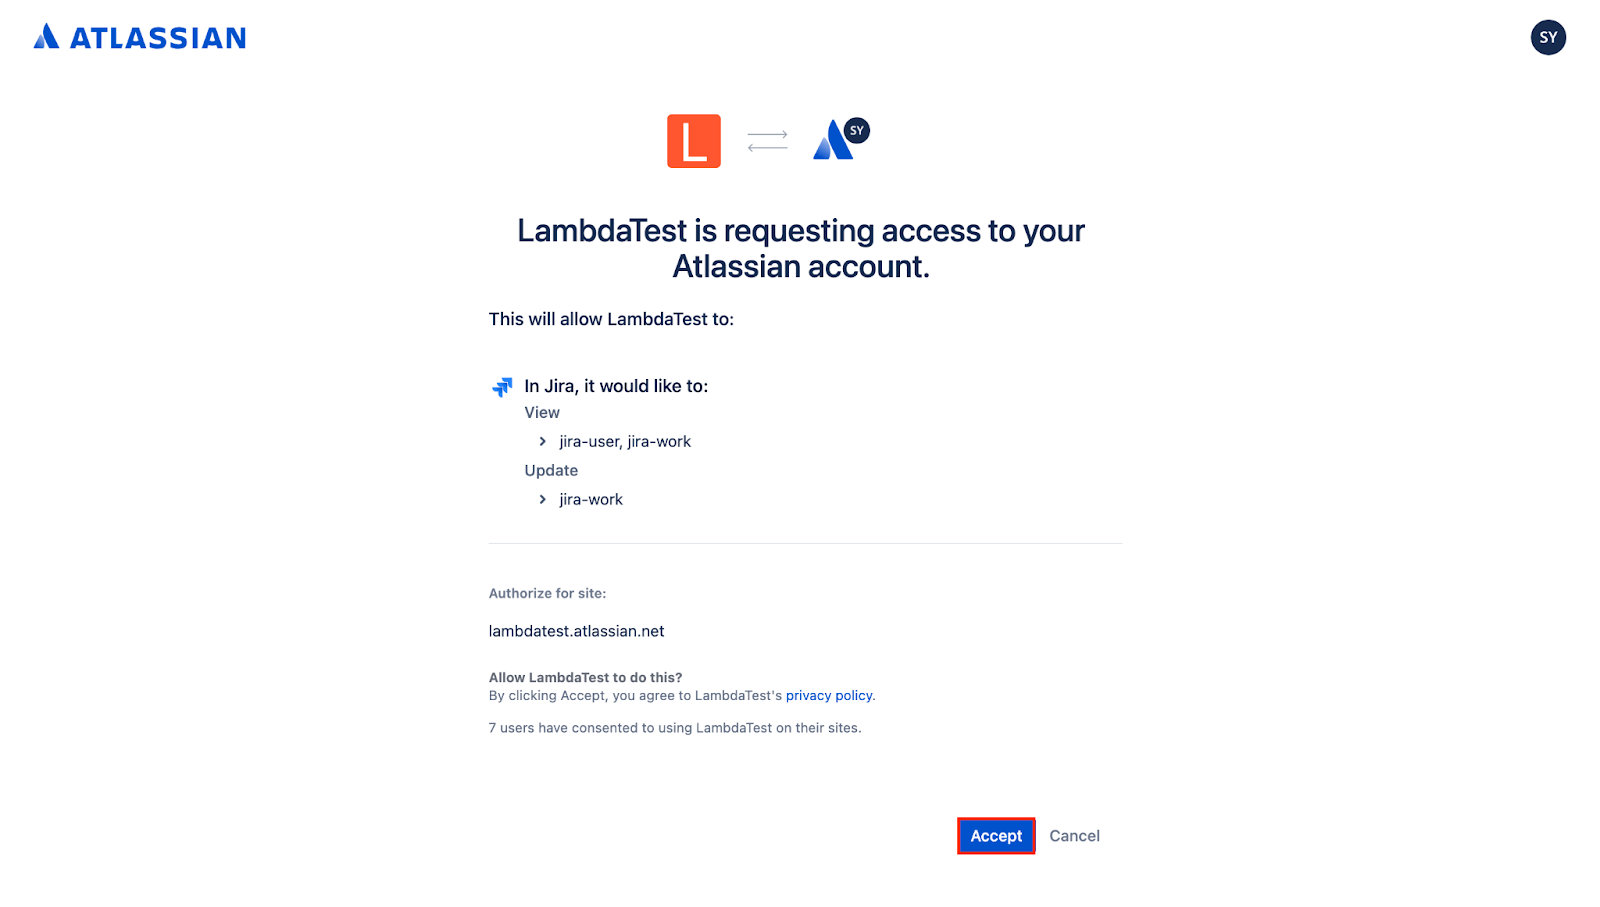 ATLASSIAN
SY
L
SY
LambdaTest is requesting access to your
Atlassian account.
This will allow LambdaTest to:
In Jira, it would like to:
View
jira-user, jira-work
Update
jira-work
Authorize for site:
lambdatest.atlassian.net
Allow LambdaTest to do this?
By clicking Accept, you agree to LambdaTest's privacy policy.
7 users have consented to using LambdaTest on their sites.
Accept Cancel